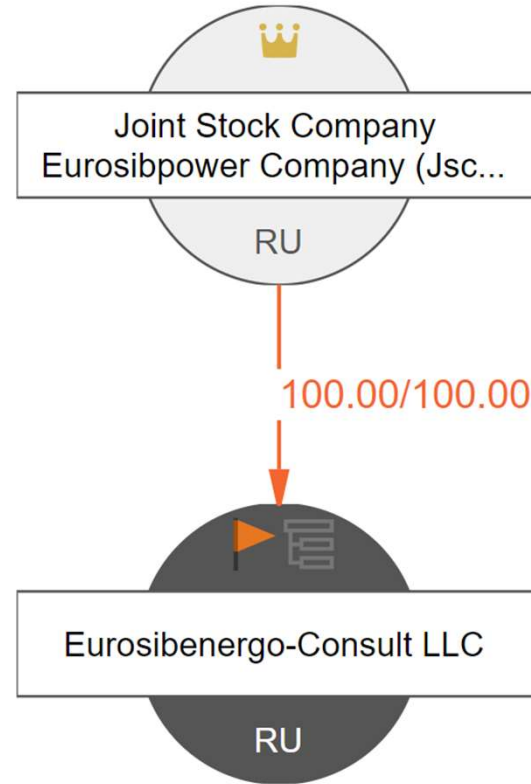 Joint Stock Company
Eurosibpower Company (Jsc...
RU
100.00/100.00
Eurosibenergo-Consult LLC
RU